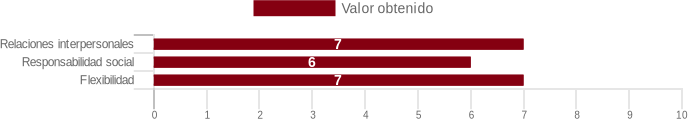 Valor obtenido
Relaciones interpersonales 7
Responsabilidad social 6
Flexibilidad 7
0 1 2 3 4 5 6 7 8 9 10